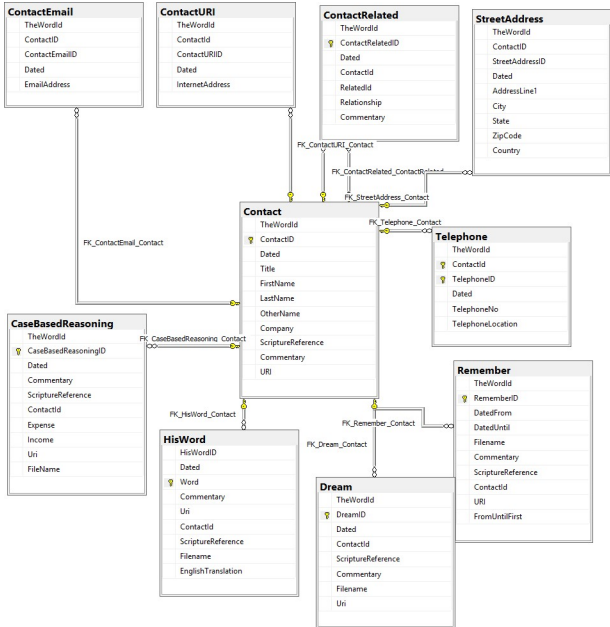 ContactEmail
TheWordId
ContactID
ContactEmailID
Dated
EmailAddress
ContactURI
TheWordId
ContactId
ContactURIID
Dated
InternetAddress
ContactRelated
TheWordId
ContactRelatedID
Dated
ContactId
RelatedId
Relationship
Commentary
StreetAddress
TheWordId
ContactID
StreetAddressID
Dated
AddressLine1
City
State
ZipCode
Country
FK_ContactURI_Contact
FK_ContactRelated_ContactRelated
FK_StreetAddress_Contact
FK_Telephone_Contact
FK_ContactEmail_Contact
Contact
TheWordId
ContactID
Dated
Title
FirstName
LastName
OtherName
Company
ScriptureReference
Commentary
URI
Telephone
TheWordId
ContactId
TelephoneID
Dated
TelephoneNo
TelephoneLocation
CaseBasedReasoning
TheWordId
CaseBasedReasoningID
Dated
Commentary
ScriptureReference
ContactId
Expense
Income
Uri
FileName
FK_CaseBasedReasoning_Contact
FK_HisWord_Contact
FK_Remember_Contact
FK_Dream_Contact
Remember
TheWordId
RememberID
DatedFrom
DatedUntil
Filename
Commentary
ScriptureReference
ContactId
URI
FromUntilFirst
HisWord
HisWordID
Dated
Word
Commentary
Uri
ContactId
ScriptureReference
Filename
EnglishTranslation
Dream
TheWordId
DreamID
Dated
ContactId
ScriptureReference
Commentary
Filename
Uri